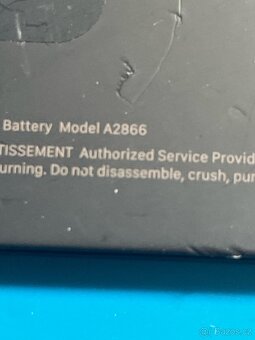 Battery Model A2866
TISSEMENT Authorized Service Provid
urning. Do not disassemble, crush, pun